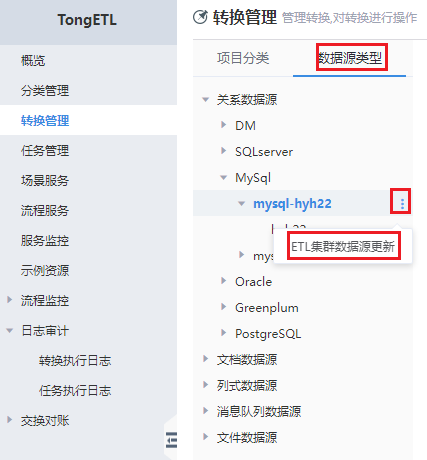 TongETL
概览
分类管理
转换管理
任务管理
场景服务
流程服务
服务监控
示例资源
流程监控
日志审计
转换执行日志
任务执行日志
交换对账
转换管理 管理转换,对转换进行操作
项目分类 数据源类型
关系数据源
DM
SQLserver
MySql
mysql-hyh22
ETL集群数据源更新
Oracle
Greenplum
PostgreSQL
文档数据源
列式数据源
消息队列数据源
文件数据源